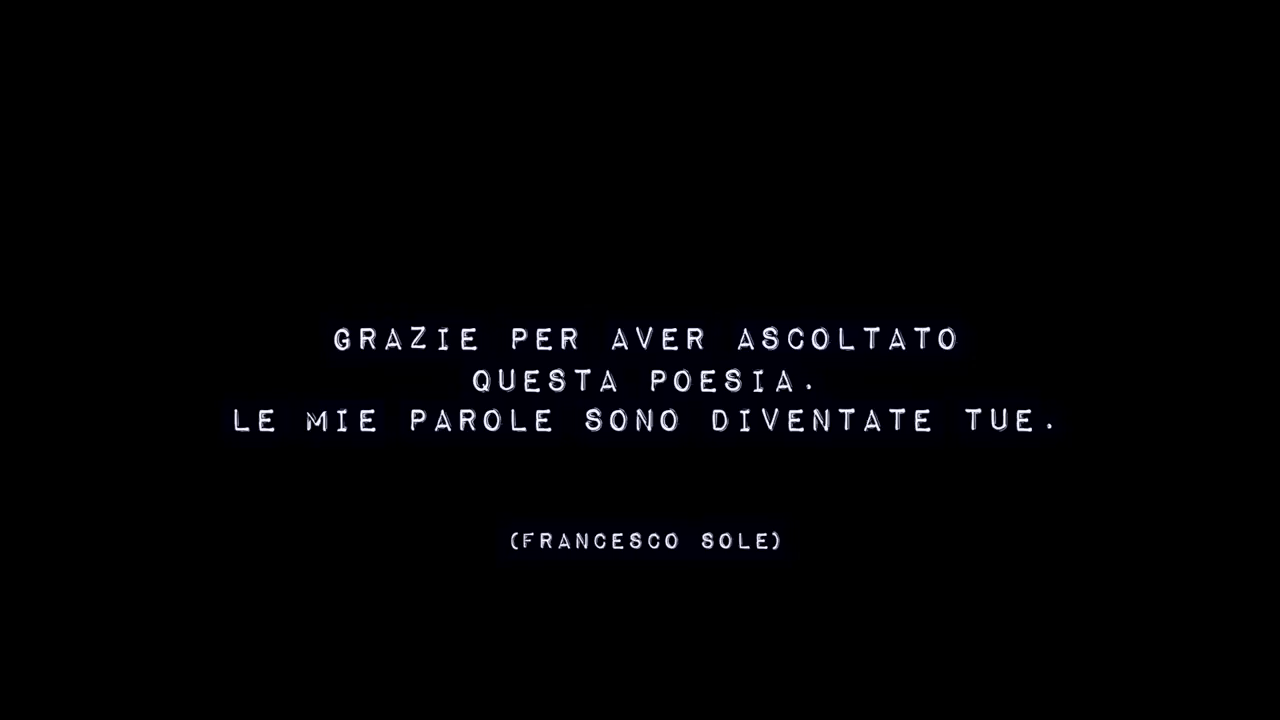 GRAZIE PER AVER ASCOLTATO
QUESTA POESIA.
LE MIE PAROLE SONO DIVENTATE TUE.
(FRANCESCO SOLE)